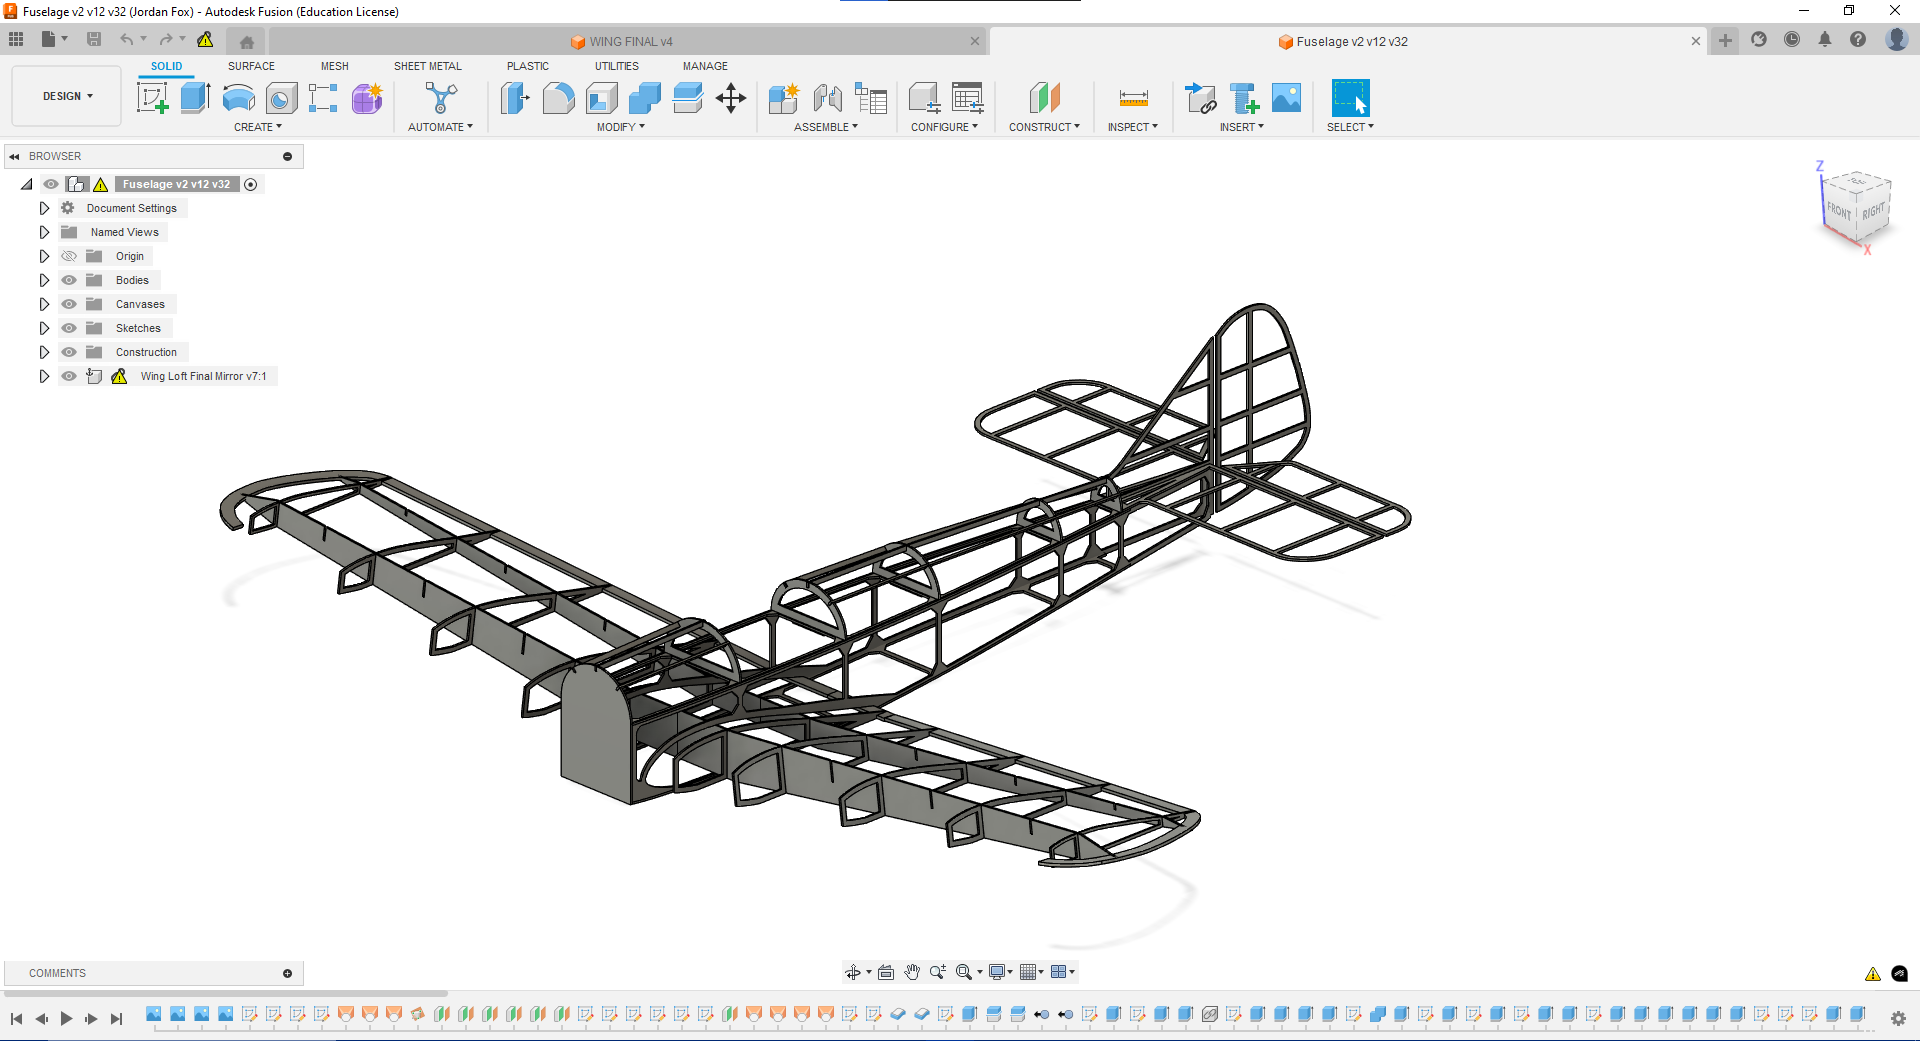 Fuselage v2 v12 v32 (Jordan Fox) - Autodesk Fusion (Education License)
WING FINAL v4
Fuselage v2 v12 v32
SOLID SURFACE MESH SHEET METAL PLASTIC UTILITIES MANAGE
DESIGN
CREATE AUTOMATE MODIFY ASSEMBLE CONFIGURE CONSTRUCT INSPECT INSERT SELECT
BROWSER
Fuselage v2 v12 v32
Document Settings
Named Views
Origin
Bodies
Canvases
Sketches
Construction
Wing Loft Final Mirror v7:1
Z
TOP
FRONT
RIGHT
X
COMMENTS